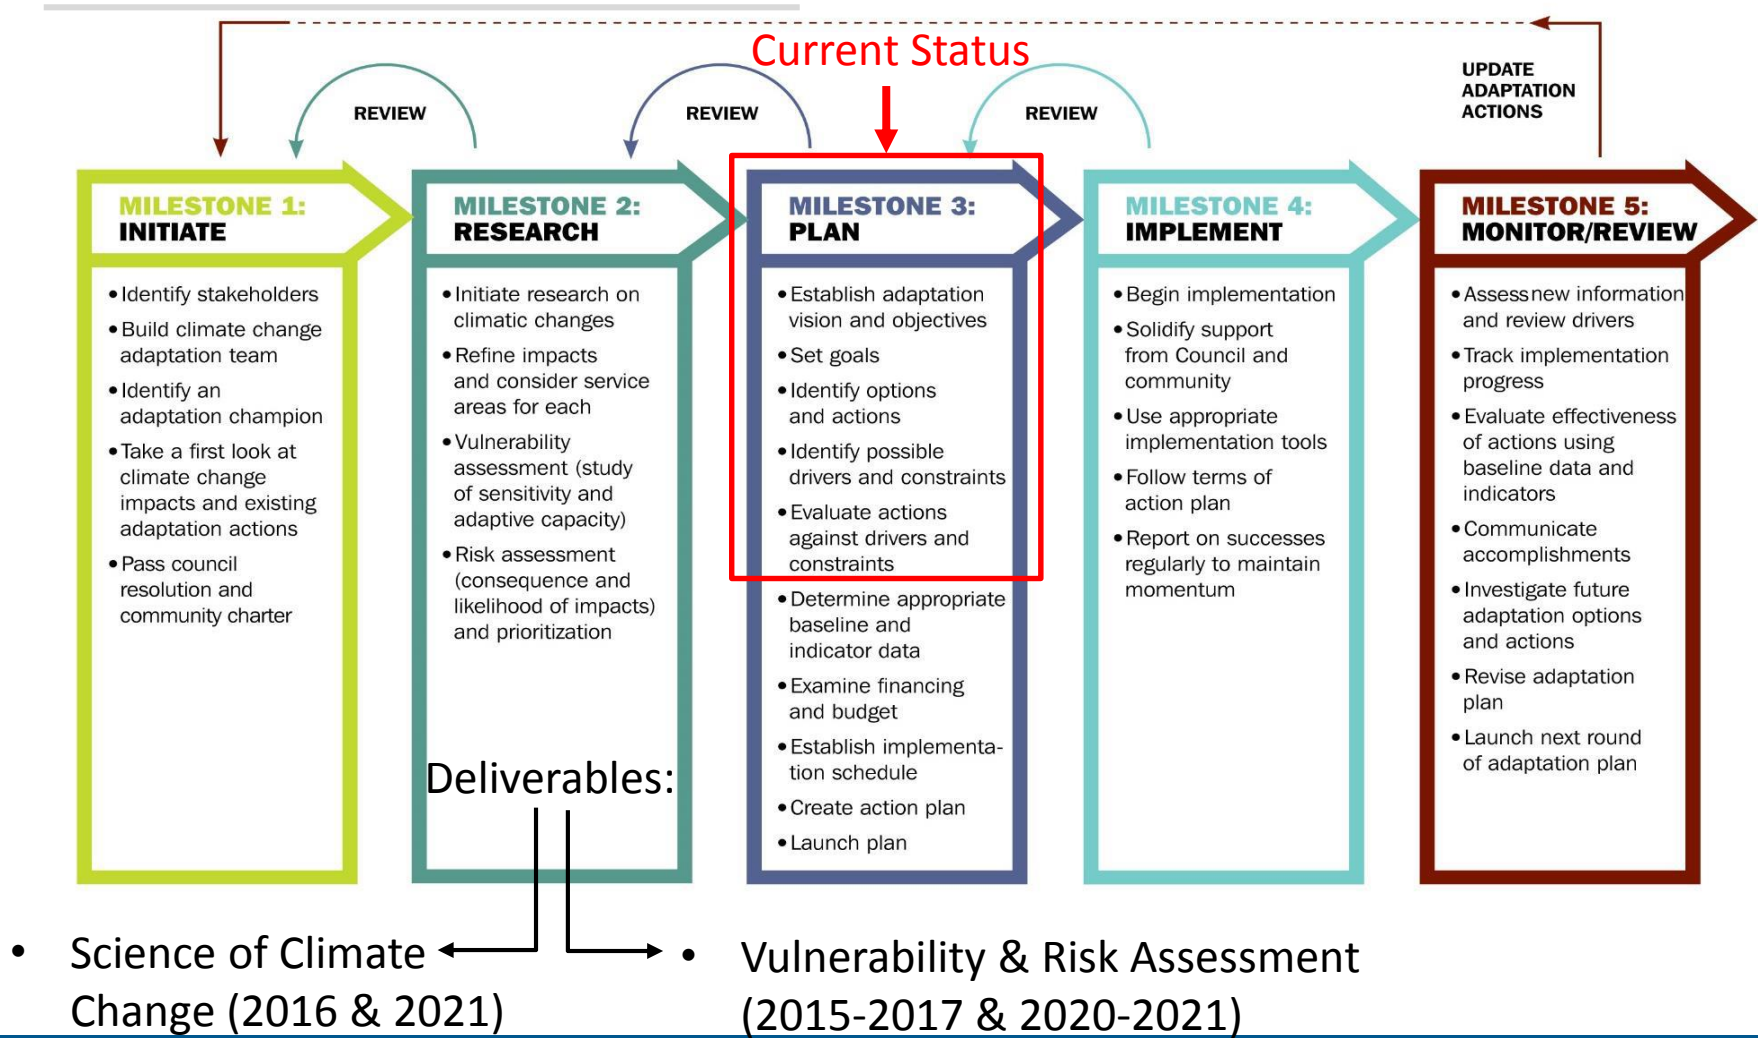 Current Status
UPDATE
ADAPTATION
ACTIONS
REVIEW
REVIEW
REVIEW
MILESTONE 1:
INITIATE
• Identify stakeholders
• Build climate change
adaptation team
• Identify an
adaptation champion
• Take a first look at
climate change
impacts and existing
adaptation actions
• Pass council
resolution and
community charter
MILESTONE 2:
RESEARCH
• Initiate research on
climatic changes
• Refine impacts
and consider service
areas for each
• Vulnerability
assessment (study
of sensitivity and
adaptive capacity)
• Risk assessment
(consequence and
likelihood of impacts)
and prioritization
MILESTONE 3:
PLAN
• Establish adaptation
vision and objectives
• Set goals
• Identify options
and actions
• Identify possible
drivers and constraints
• Evaluate actions
against drivers and
constraints
• Determine appropriate
baseline and
indicator data
• Examine financing
and budget
• Establish implementa-
tion schedule
• Create action plan
• Launch plan
MILESTONE 4:
IMPLEMENT
• Begin implementation
• Solidify support
from Council and
community
• Use appropriate
implementation tools
• Follow terms of
action plan
• Report on successes
regularly to maintain
momentum
MILESTONE 5:
MONITOR/REVIEW
• Assess new information
and review drivers
• Track implementation
progress
• Evaluate effectiveness
of actions using
baseline data and
indicators
• Communicate
accomplishments
• Investigate future
adaptation options
and actions
• Revise adaptation
plan
• Launch next round
of adaptation plan
Deliverables:
• Science of Climate
Change (2016 & 2021)
• Vulnerability & Risk Assessment
(2015-2017 & 2020-2021)